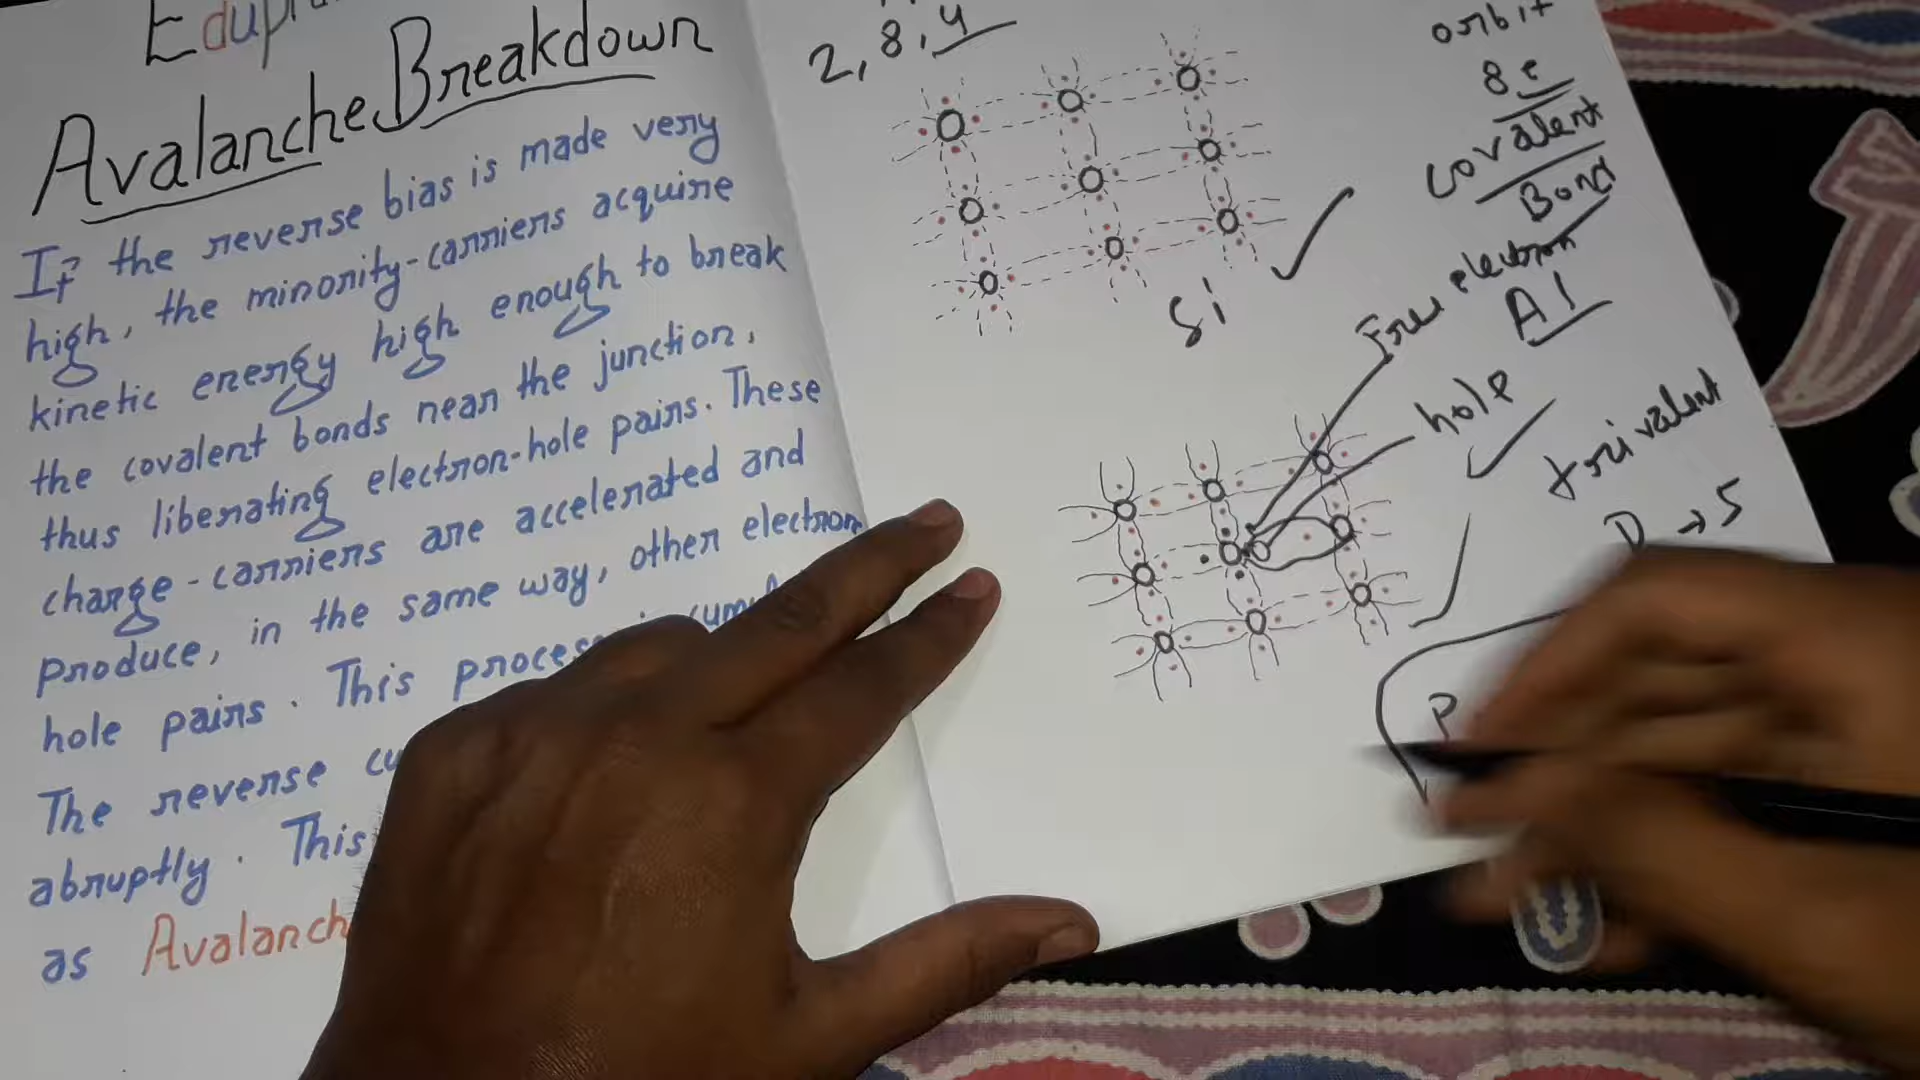 Avalanche Breakdown
If the reverse bias is made very
high, the minority-carriers acquire
kinetic energy high enough to break
the covalent bonds near the junction,
thus liberating electron-hole pairs. These
charge-carriers are accelerated and
produce, in the same way, other electron
hole pairs. This process
The reverse
abruptly. This
as Avalanch
2, 8, 4
Si
orbit
8 e
covalent
Bond
Free electron
Al
hole
trivalent
→ 5
P